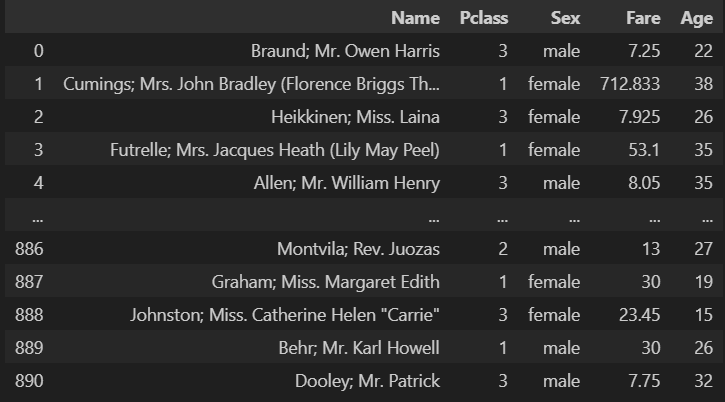 Name Pclass Sex Fare Age
0 Braund; Mr. Owen Harris 3 male 7.25 22
1 Cumings; Mrs. John Bradley (Florence Briggs Th... 1 female 712.833 38
2 Heikkinen; Miss. Laina 3 female 7.925 26
3 Futrelle; Mrs. Jacques Heath (Lily May Peel) 1 female 53.1 35
4 Allen; Mr. William Henry 3 male 8.05 35
... ... ... ... ... ...
886 Montvila; Rev. Juozas 2 male 13 27
887 Graham; Miss. Margaret Edith 1 female 30 19
888 Johnston; Miss. Catherine Helen "Carrie" 3 female 23.45 15
889 Behr; Mr. Karl Howell 1 male 30 26
890 Dooley; Mr. Patrick 3 male 7.75 32